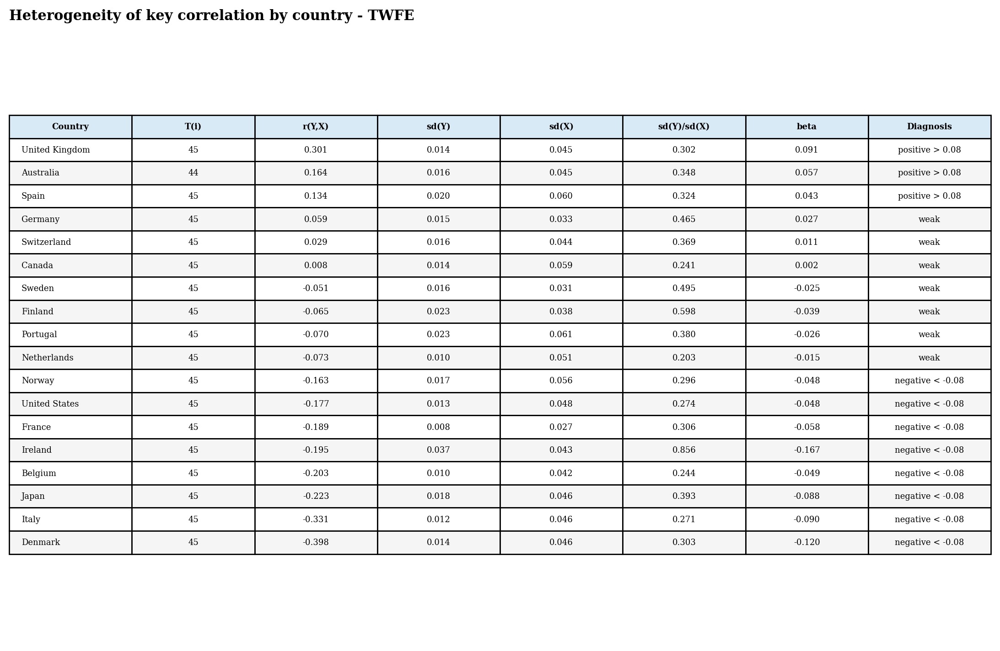 Heterogeneity of key correlation by country - TWFE
Country T(i) r(Y,X) sd(Y) sd(X) sd(Y)/sd(X) beta Diagnosis
United Kingdom 45 0.301 0.014 0.045 0.302 0.091 positive > 0.08
Australia 44 0.164 0.016 0.045 0.348 0.057 positive > 0.08
Spain 45 0.134 0.020 0.060 0.324 0.043 positive > 0.08
Germany 45 0.059 0.015 0.033 0.465 0.027 weak
Switzerland 45 0.029 0.016 0.044 0.369 0.011 weak
Canada 45 0.008 0.014 0.059 0.241 0.002 weak
Sweden 45 -0.051 0.016 0.031 0.495 -0.025 weak
Finland 45 -0.065 0.023 0.038 0.598 -0.039 weak
Portugal 45 -0.070 0.023 0.061 0.380 -0.026 weak
Netherlands 45 -0.073 0.010 0.051 0.203 -0.015 weak
Norway 45 -0.163 0.017 0.056 0.296 -0.048 negative < -0.08
United States 45 -0.177 0.013 0.048 0.274 -0.048 negative < -0.08
France 45 -0.189 0.008 0.027 0.306 -0.058 negative < -0.08
Ireland 45 -0.195 0.037 0.043 0.856 -0.167 negative < -0.08
Belgium 45 -0.203 0.010 0.042 0.244 -0.049 negative < -0.08
Japan 45 -0.223 0.018 0.046 0.393 -0.088 negative < -0.08
Italy 45 -0.331 0.012 0.046 0.271 -0.090 negative < -0.08
Denmark 45 -0.398 0.014 0.046 0.303 -0.120 negative < -0.08